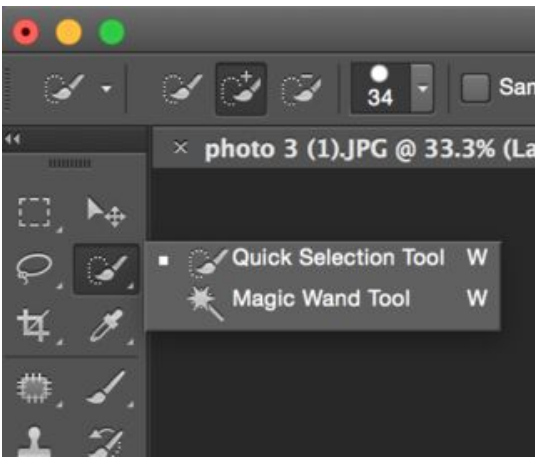 34
San
× photo 3 (1).JPG @ 33.3% (La
Quick Selection Tool W
Magic Wand Tool W